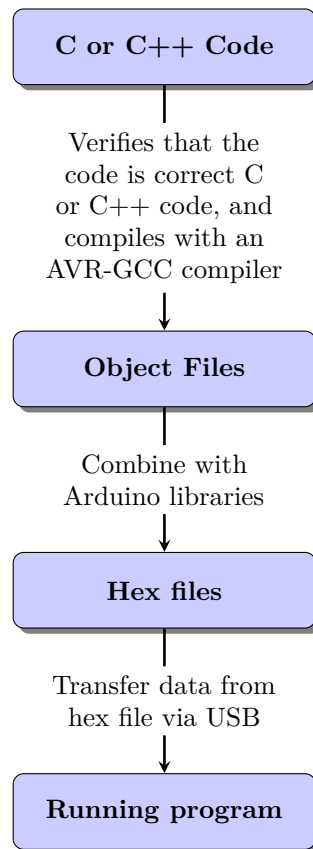 C or C++ Code
Verifies that the
code is correct C
or C++ code, and
compiles with an
AVR-GCC compiler
Object Files
Combine with
Arduino libraries
Hex files
Transfer data from
hex file via USB
Running program